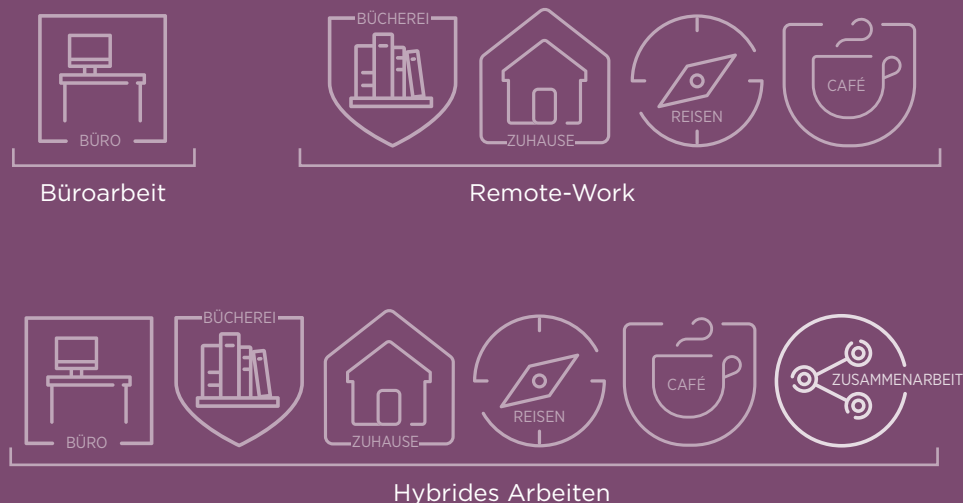 BÜCHEREI
CAFÉ
REISEN
BÜRO
ZUHAUSE
Büroarbeit
Remote-Work
BÜCHEREI
ZUSAMMENARBEIT
CAFÉ
REISEN
BÜRO
ZUHAUSE
Hybrides Arbeiten